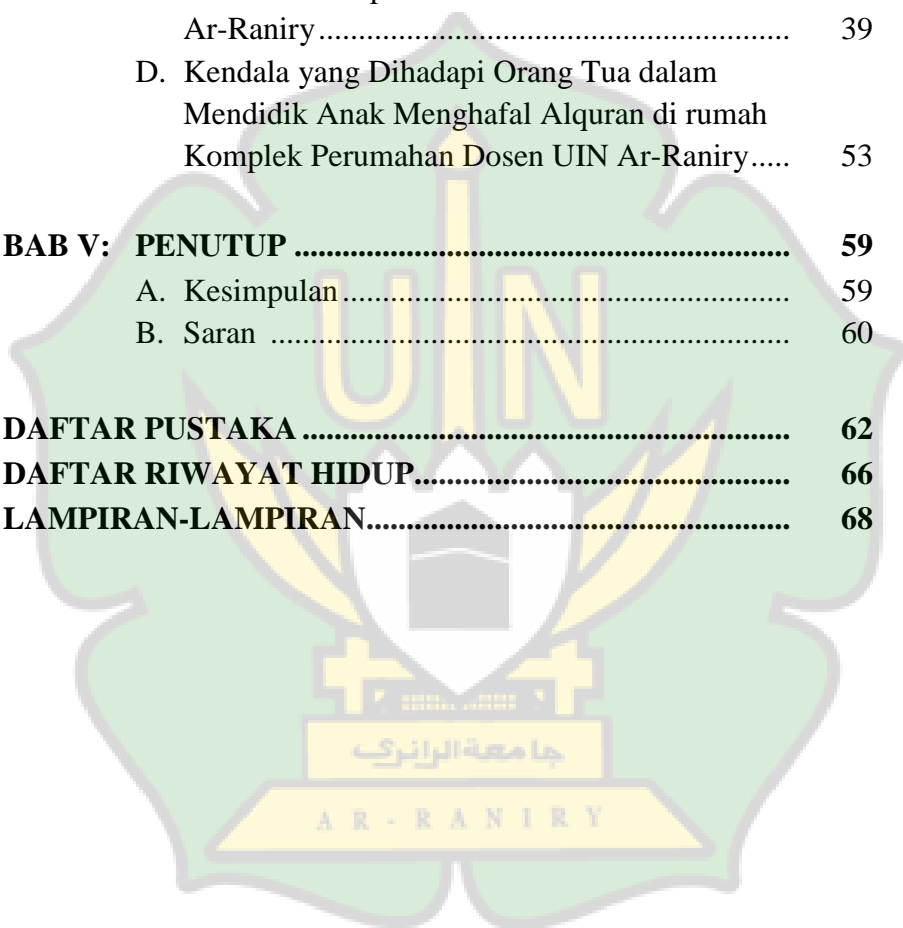 Ar-Raniry.................................................................. 39
D. Kendala yang Dihadapi Orang Tua dalam
Mendidik Anak Menghafal Alquran di rumah
Komplek Perumahan Dosen UIN Ar-Raniry..... 53
BAB V: PENUTUP ...................................................................... 59
A. Kesimpulan............................................................... 59
B. Saran ......................................................................... 60
DAFTAR PUSTAKA ..................................................................... 62
DAFTAR RIWAYAT HIDUP..................................................... 66
LAMPIRAN-LAMPIRAN............................................................ 68
UIN
جامعة الرانري
AR-RANIRY